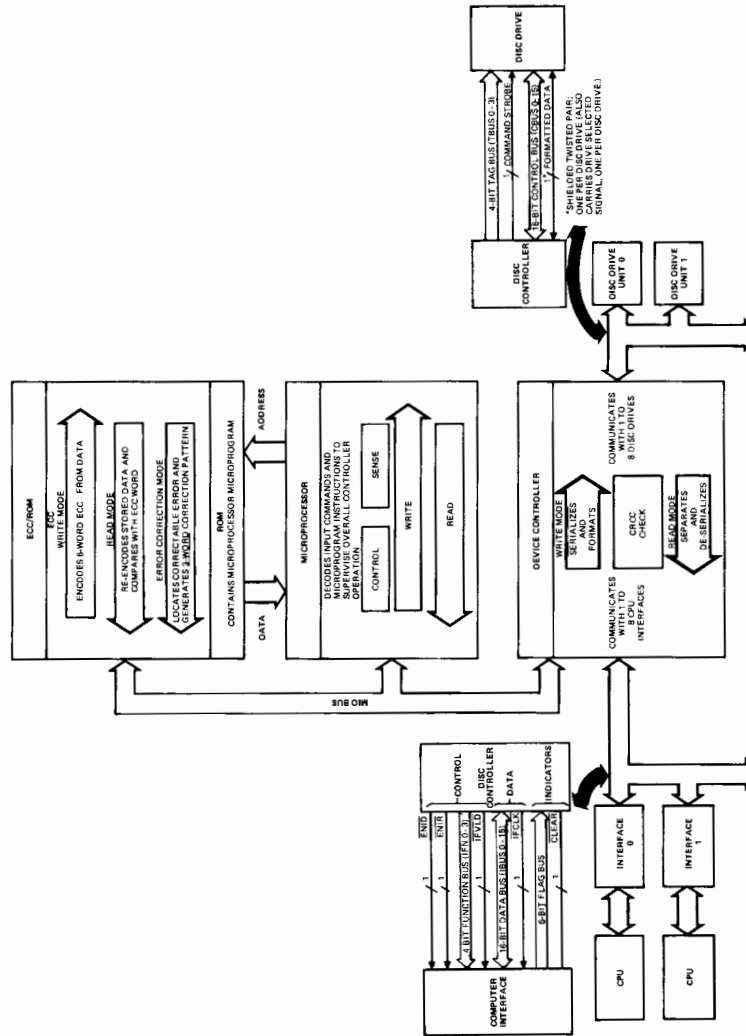 ECC/ROM
ECC
WRITE MODE
ENCODES 6-WORD ECC FROM DATA
READ MODE
RE-ENCODES STORED DATA AND
COMPARES WITH ECC WORD
ERROR CORRECTION MODE
LOCATES CORRECTABLE ERROR AND
GENERATES 3-WORD CORRECTION PATTERN
ROM
CONTAINS MICROPROCESSOR MICROPROGRAM
DATA
ADDRESS
MICROPROCESSOR
DECODES INPUT COMMANDS AND
MICROPROGRAM INSTRUCTIONS TO
SUPERVISE OVERALL CONTROLLER
OPERATION
CONTROL
SENSE
WRITE
READ
MIO BUS
DEVICE CONTROLLER
WRITE MODE
SERIALIZES
AND
FORMATS
COMMUNICATES
WITH 1 TO
8 CPU
INTERFACES
CRCC
CHECK
COMMUNICATES
WITH 1 TO
8 DISC DRIVES
READ MODE
SEPARATES
AND
DE-SERIALIZES
DISC
CONTROLLER
4-BIT TAG BUS (TBUS 0 - 3)
1 COMMAND STROBE
16-BIT CONTROL BUS (CBUS 0- 15)
1* FORMATTED DATA
DISC DRIVE
*SHIELDED TWISTED PAIR;
ONE PER DISC DRIVE (ALSO
CARRIES DRIVE SELECTED
SIGNAL, ONE PER DISC DRIVE.)
DISC DRIVE
UNIT 0
DISC DRIVE
UNIT 1
COMPUTER
INTERFACE
1
ENID
1
ENIR
4 BIT FUNCTION BUS (IFN 0 - 3)
1
IFVLD
16-BIT DATA BUS (IBUS 0 - 15)
1
IFCLK
6-BIT FLAG BUS
1
CLEAR
CONTROL
DISC
CONTROLLER
DATA
INDICATORS
CPU
INTERFACE
0
CPU
INTERFACE
1